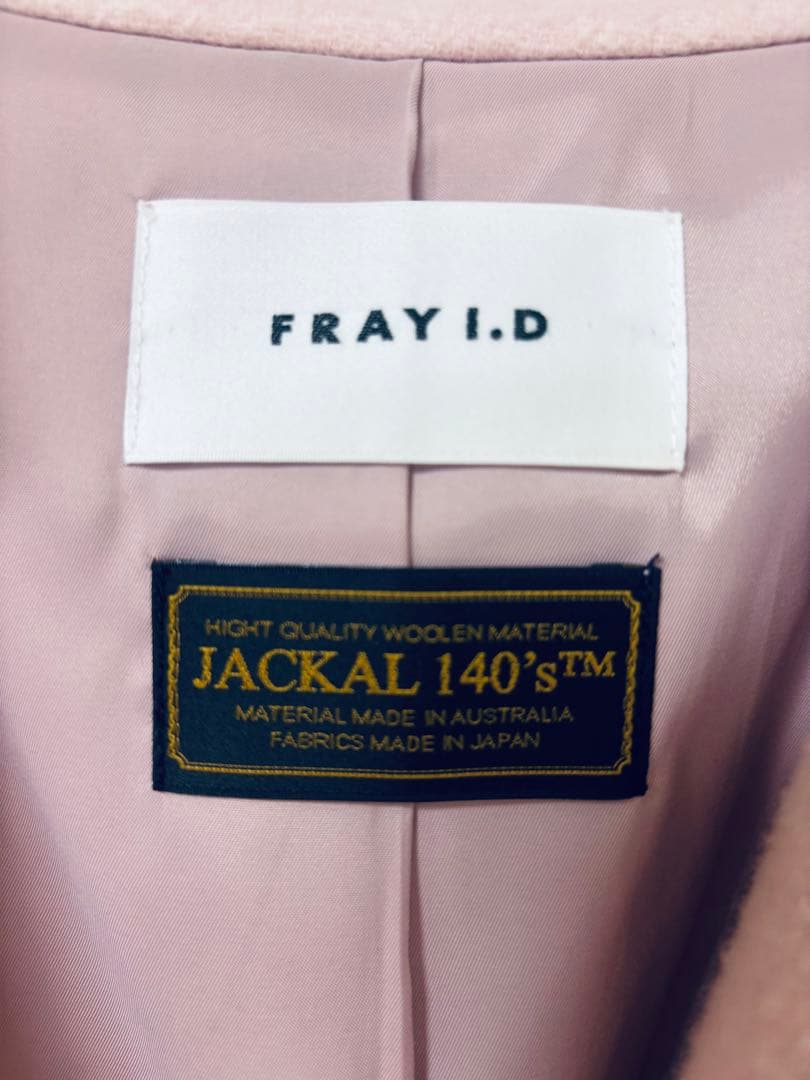 FRAY I.D
HIGHT QUALITY WOOLEN MATERIAL
JACKAL 140's™
MATERIAL MADE IN AUSTRALIA
FABRICS MADE IN JAPAN